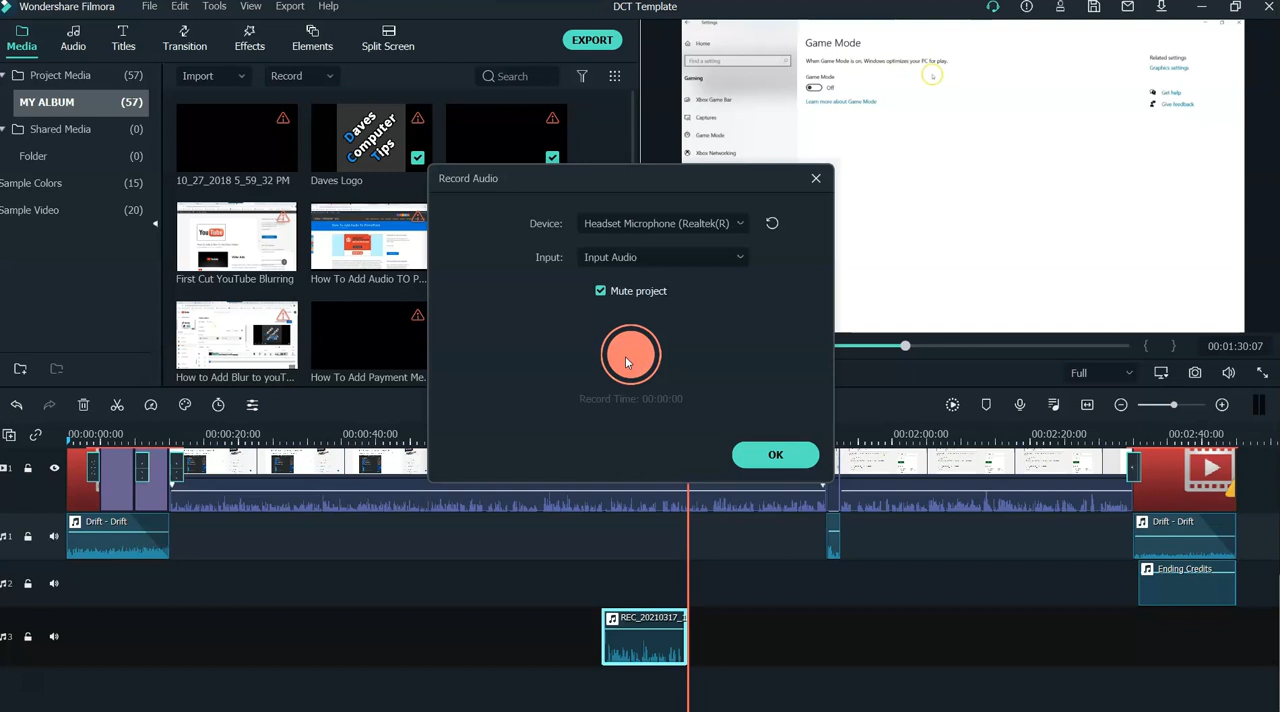 Wondershare Filmora File Edit Tools View Export Help DCT Template
Media Audio Titles Transition Effects Elements Split Screen EXPORT
Project Media (57) Import Record Search
MY ALBUM (57)
Shared Media (0)
Folder (0)
Sample Colors (15)
Sample Video (20)
Daves
Computer
Tips
10_27_2018 5_59_32 PM Daves Logo
YouTube
First Cut YouTube Blurring How To Add Audio TO P...
How to Add Blur to youT... How To Add Payment Me...
Settings
Home
Find a setting
Gaming
Xbox Game Bar
Captures
Game Mode
Xbox Networking
Game Mode
When Game Mode is on, Windows optimizes your PC for play.
Game Mode
Off
Learn more about Game Mode
Related settings
Graphics settings
Get help
Give feedback
Record Audio
Device: Headset Microphone (Realtek(R)
Input: Input Audio
Mute project
Record Time: 00:00:00
OK
{ } 00:01:30:07
Full
00:00:00:00 00:00:20:00 00:00:40:00 00:02:00:00 00:02:20:00 00:02:40:00
1
Drift - Drift Drift - Drift
1
Ending Credits
2
REC_20210317_1
3